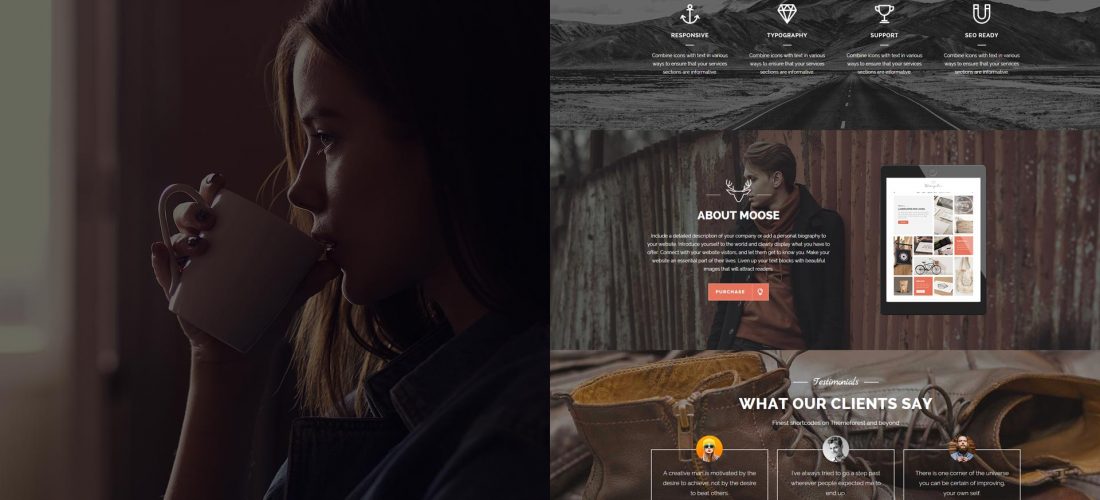 RESPONSIVE
Combine icons with text in various
ways to ensure that your services
sections are informative.
TYPOGRAPHY
Combine icons with text in various
ways to ensure that your services
sections are informative.
SUPPORT
Combine icons with text in various
ways to ensure that your services
sections are informative.
SEO READY
Combine icons with text in various
ways to ensure that your services
sections are informative.
ABOUT MOOSE
Include a detailed description of your company or add a personal biography to
your website. Introduce yourself to the world and clearly display what you have to
offer. Connect with your website visitors, and let them get to know you. Make your
website an essential part of their lives. Liven up your text blocks with beautiful
images that will attract readers.
PURCHASE
Testimonials
WHAT OUR CLIENTS SAY
Finest shortcodes on Themeforest and beyond
A creative man is motivated by the
desire to achieve, not by the desire
to beat others.
I've always tried to go a step past
wherever people expected me to
end up
There is one corner of the universe
you can be certain of improving,
your own self.